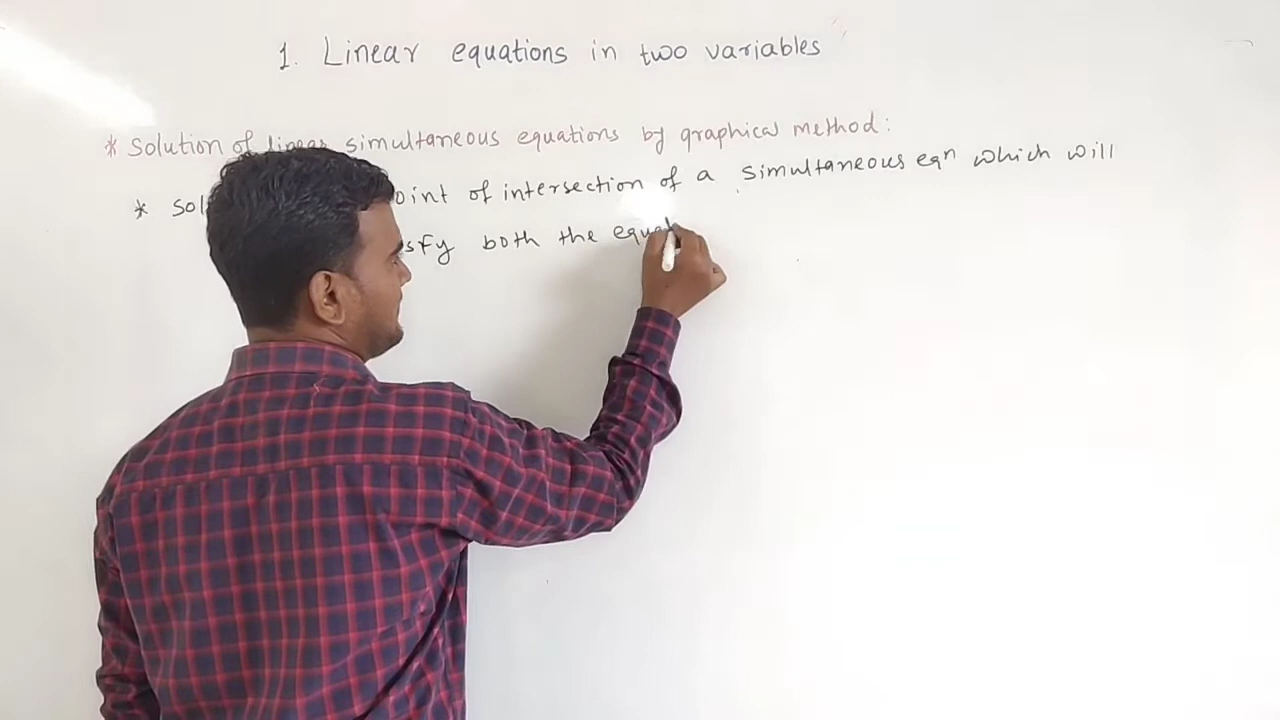 1. Linear equations in two variables
* Solution of linear simultaneous equations by graphical method:
* Sol oint of intersection of a simultaneous eqn which will
sfy both the equat